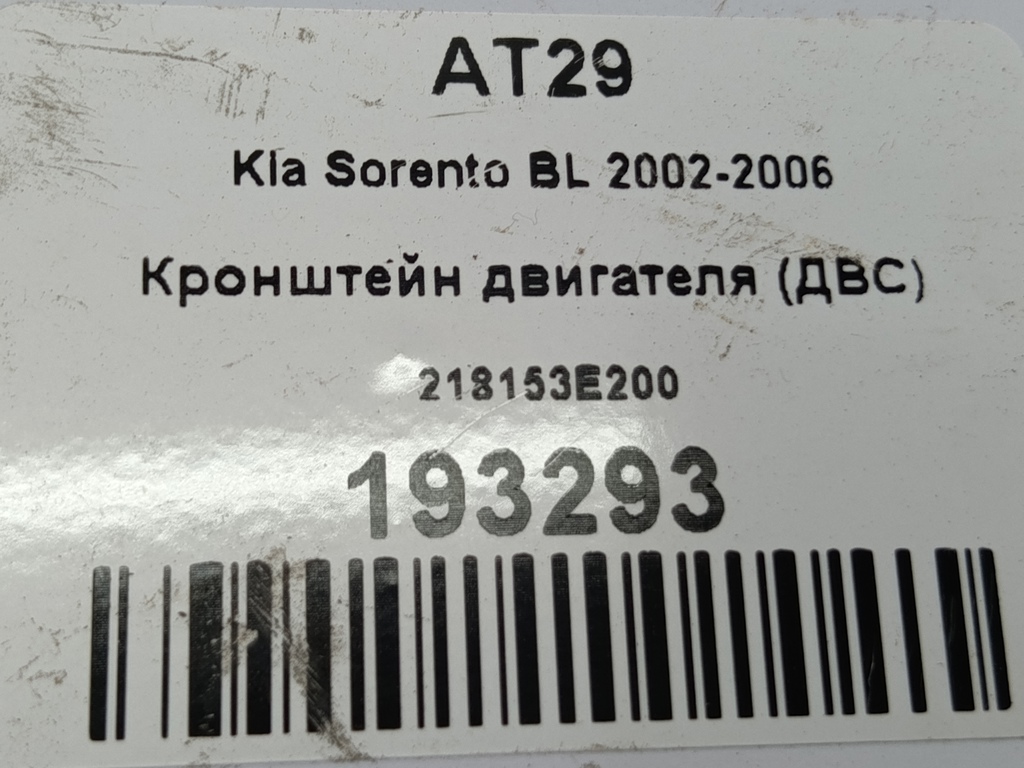 AT29
Kia Sorento BL 2002-2006
Кронштейн двигателя (ДВС)
218153E200
193293